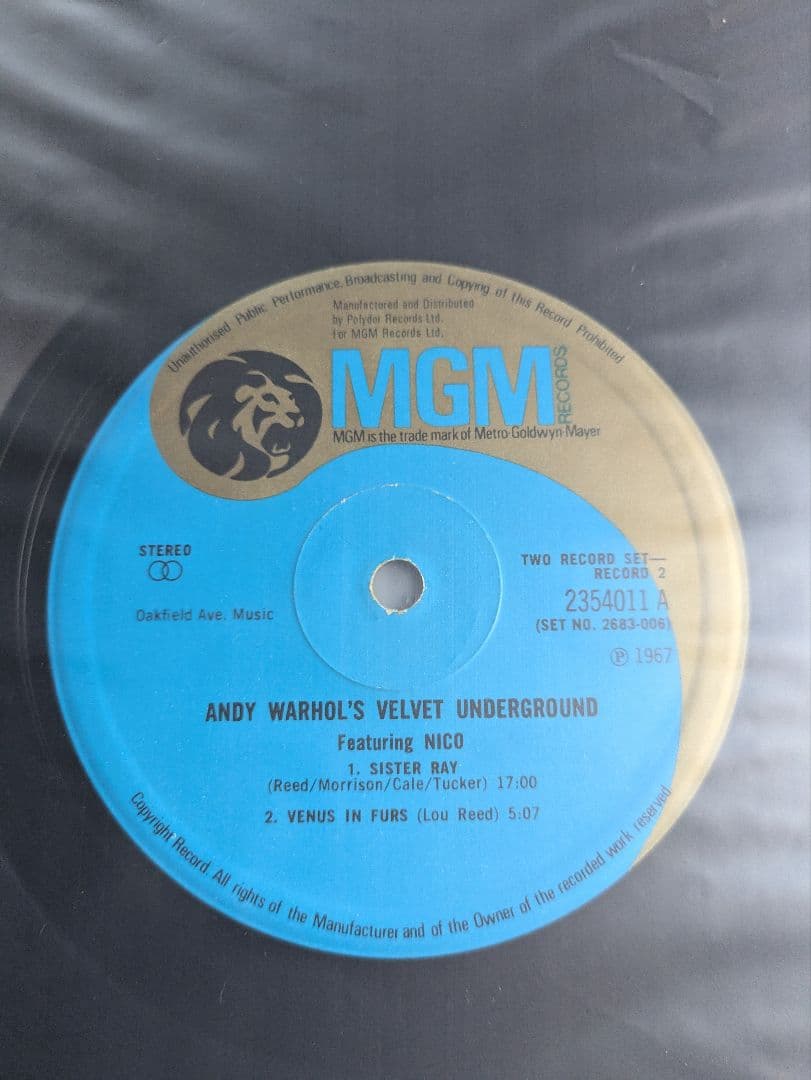 Unauthorised Public Performance, Broadcasting and Copying of this Record Prohibited
Manufactured and Distributed
by Polydor Records Ltd.
for MGM Records Ltd.
MGM
RECORDS
MGM is the trade mark of Metro-Goldwyn-Mayer
STEREO
TWO RECORD SET—
RECORD 2
2354011 A
(SET NO. 2683-006)
Oakfield Ave. Music
℗ 1967
ANDY WARHOL'S VELVET UNDERGROUND
Featuring NICO
1. SISTER RAY
(Reed/Morrison/Cale/Tucker) 17:00
2. VENUS IN FURS (Lou Reed) 5:07
Copyright Record. All rights of the Manufacturer and of the Owner of the recorded work reserved